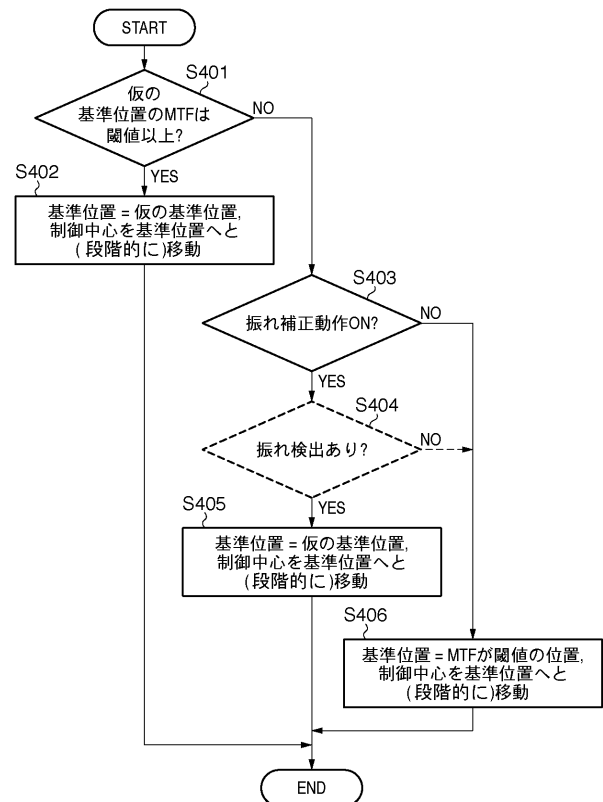 START
S401
仮の
基準位置のMTFは
閾値以上?
NO
YES
S402
基準位置 = 仮の基準位置,
制御中心を基準位置へと
(段階的に)移動
S403
振れ補正動作ON?
NO
YES
S404
振れ検出あり?
NO
YES
S405
基準位置 = 仮の基準位置,
制御中心を基準位置へと
(段階的に)移動
S406
基準位置 = MTFが閾値の位置,
制御中心を基準位置へと
(段階的に)移動
END